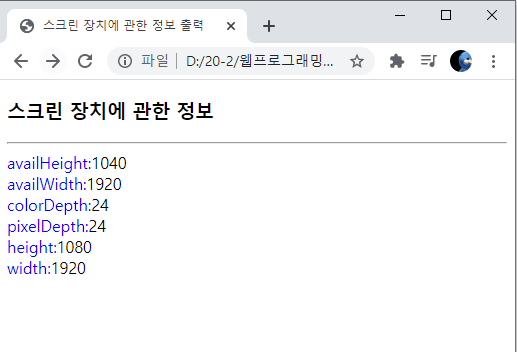 스크린 장치에 관한 정보 출력
파일 | D:/20-2/웹프로그래밍...
스크린 장치에 관한 정보
availHeight:1040
availWidth:1920
colorDepth:24
pixelDepth:24
height:1080
width:1920